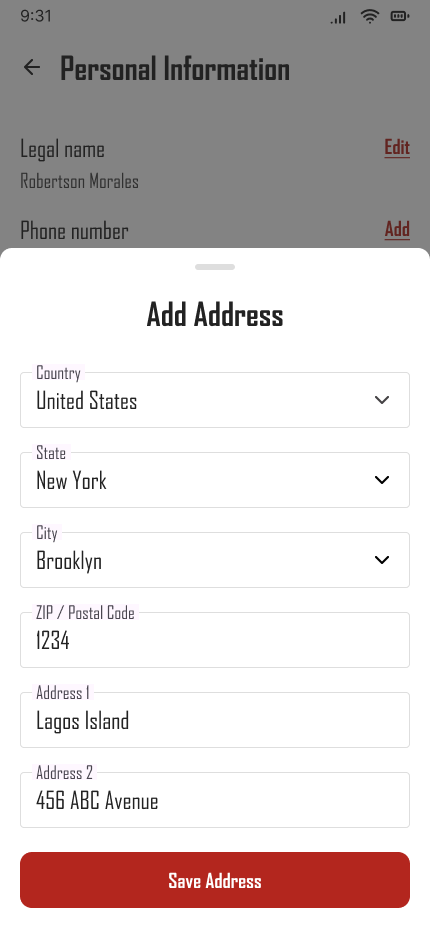 9:31
Personal Information
Legal name
Edit
Robertson Morales
Phone number
Add
Add Address
Country
United States
State
New York
City
Brooklyn
ZIP / Postal Code
1234
Address 1
Lagos Island
Address 2
456 ABC Avenue
Save Address